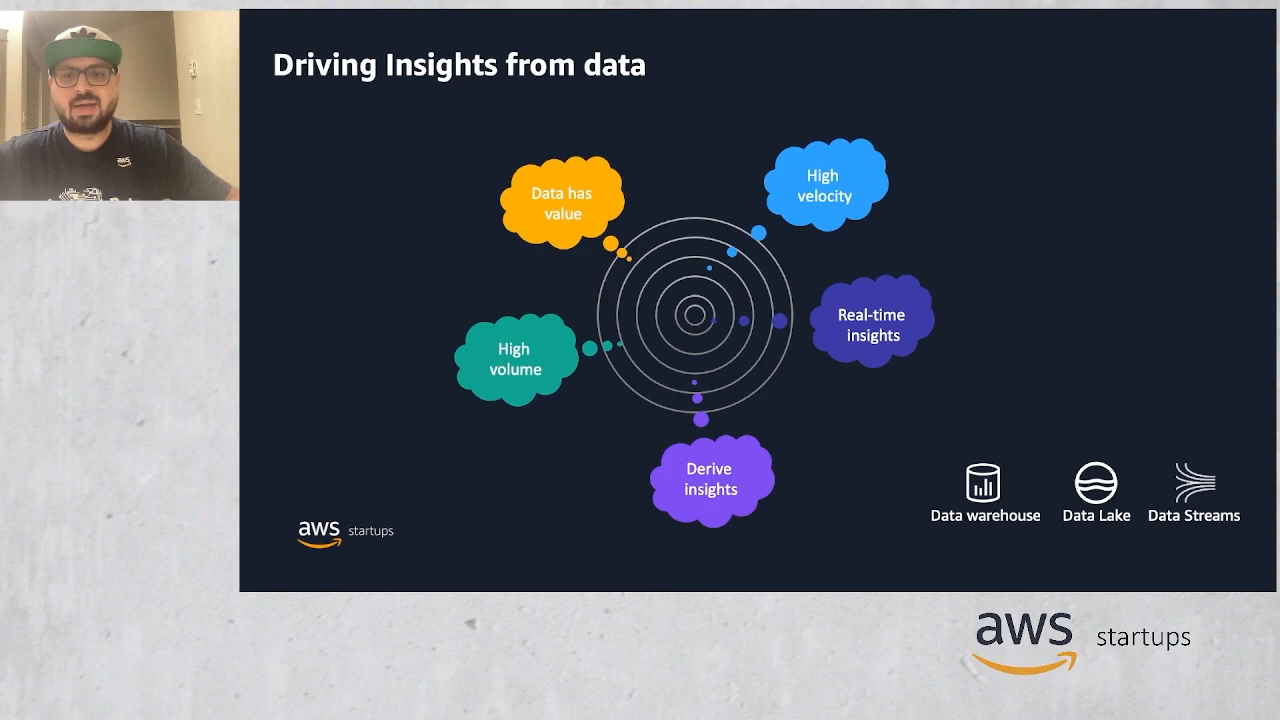 Driving Insights from data
Data has
value
High
velocity
Real-time
insights
High
volume
Derive
insights
Data warehouse
Data Lake
Data Streams
aws startups
aws
aws startups